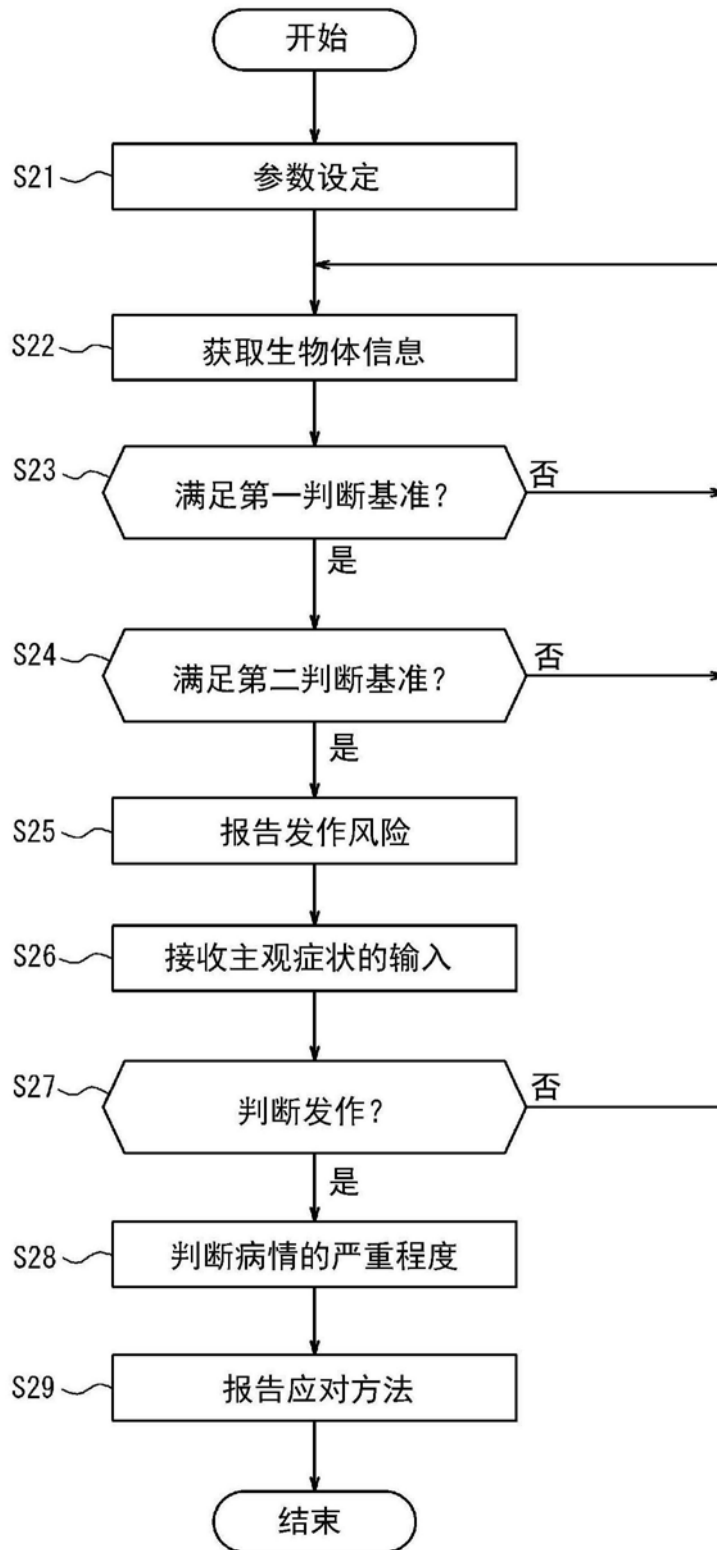 开始
S21
参数设定
S22
获取生物体信息
S23
满足第一判断基准?
否
是
S24
满足第二判断基准?
否
是
S25
报告发作风险
S26
接收主观症状的输入
S27
判断发作?
否
是
S28
判断病情的严重程度
S29
报告应对方法
结束